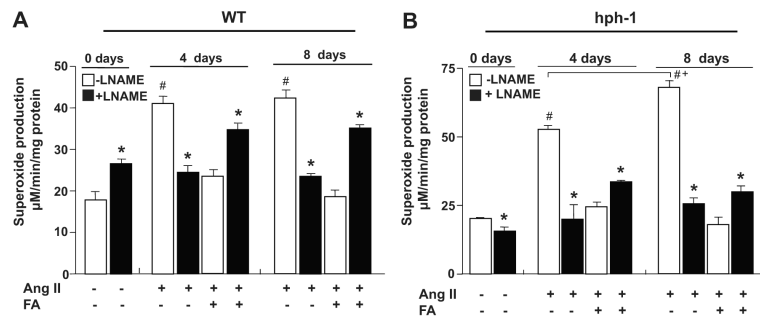 A
WT
0 days
4 days
8 days
-LNAME
+LNAME
Superoxide production
µM/min/mg protein
50
40
30
20
10
0
*
#
*
*
#
*
*
Ang II - - + + + + + + + +
FA - - - - + + - - + +
B
hph-1
0 days
4 days
8 days
-LNAME
+ LNAME
Superoxide production
µM/min/mg protein
75
50
25
0
*
#
*
*
#+
*
*
Ang II - - + + + + + + + +
FA - - - - + + - - + +